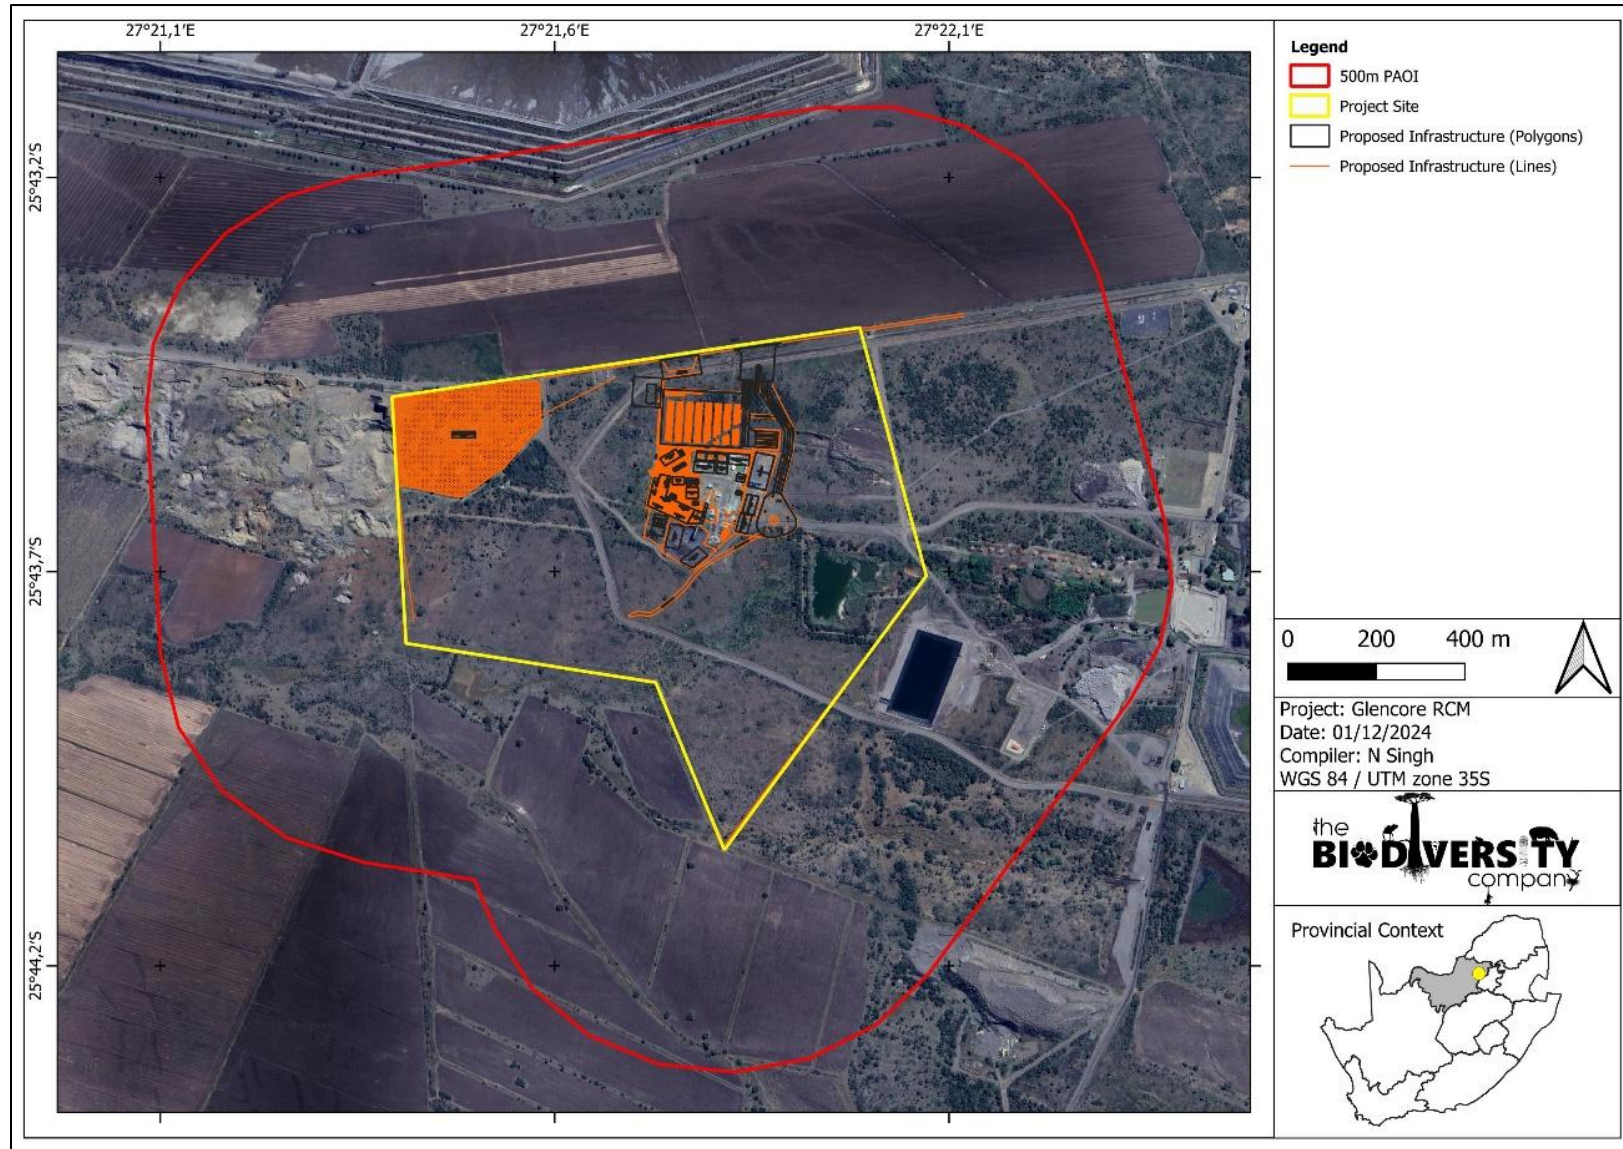 27°21,1'E
27°21,6'E
27°22,1'E
25°43,2'S
25°43,7'S
25°44,2'S
Legend
500m PAOI
Project Site
Proposed Infrastructure (Polygons)
Proposed Infrastructure (Lines)
0 200 400 m
Project: Glencore RCM
Date: 01/12/2024
Compiler: N Singh
WGS 84 / UTM zone 35S
the
BIODIVERSITY
company
Provincial Context